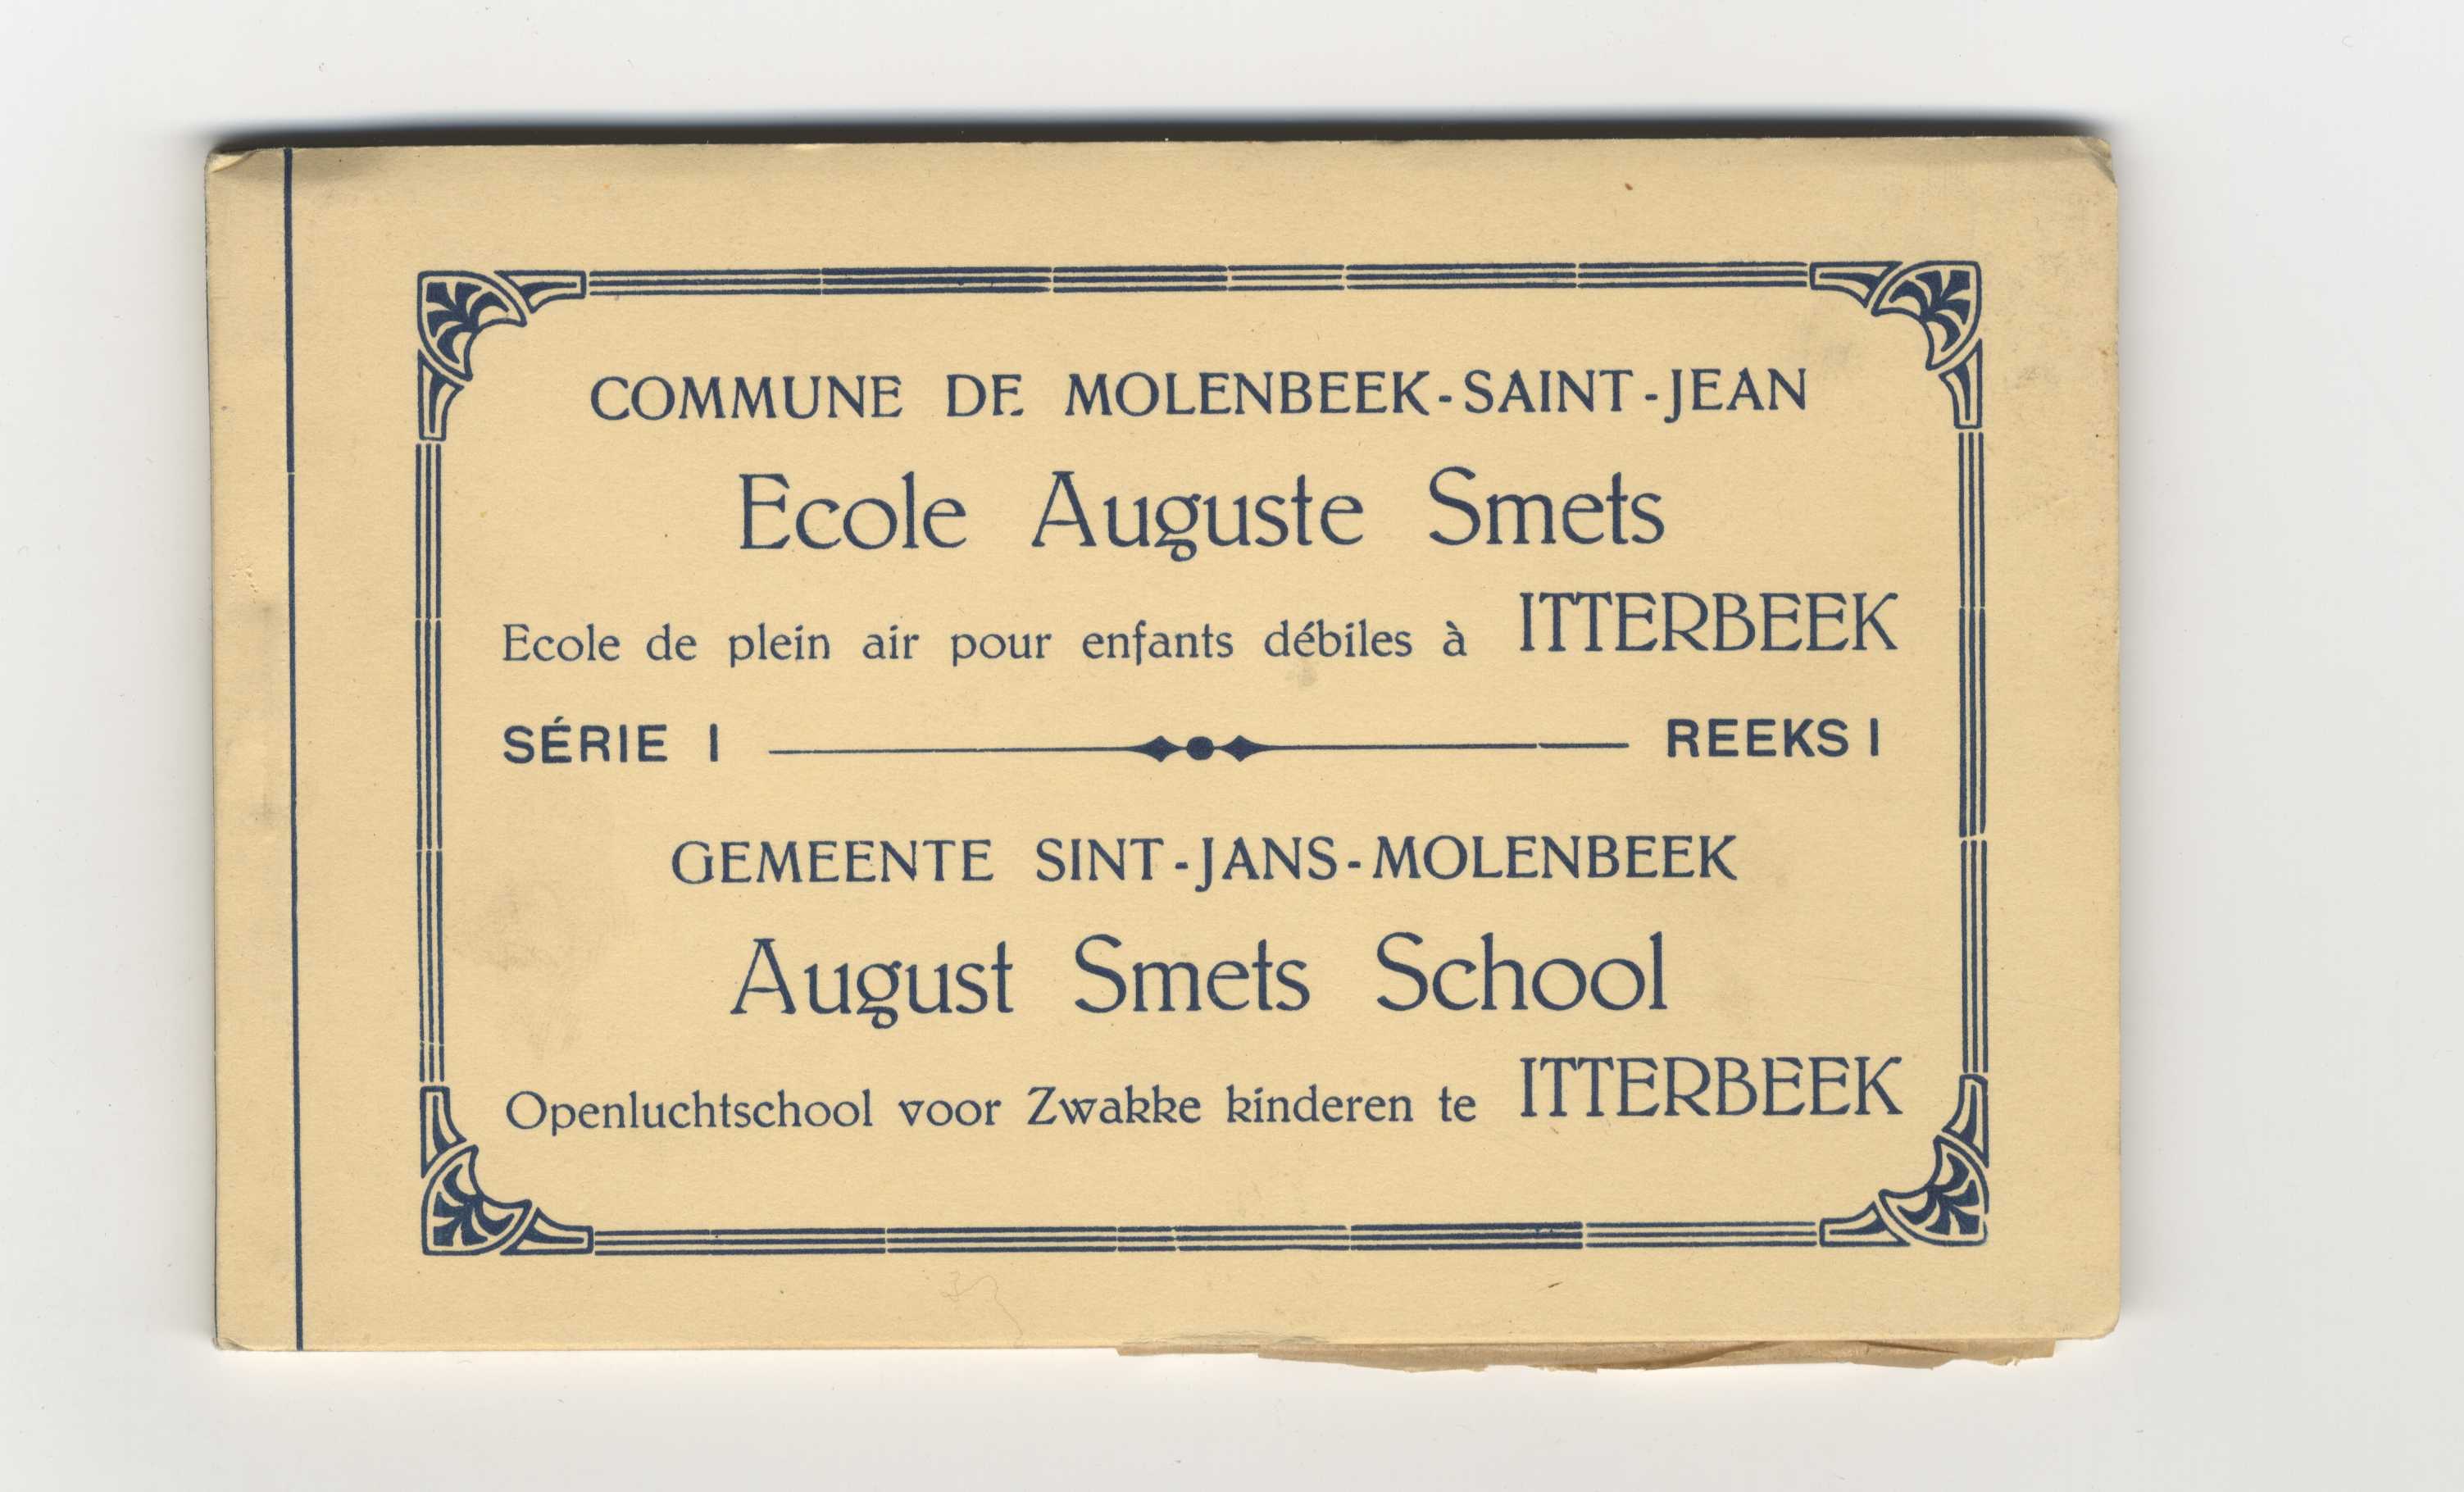 COMMUNE DE MOLENBEEK-SAINT-JEAN
Ecole Auguste Smets
Ecole de plein air pour enfants débiles à ITTERBEEK
SÉRIE I REEKS I
GEMEENTE SINT-JANS-MOLENBEEK
August Smets School
Openluchtschool voor Zwakke kinderen te ITTERBEEK